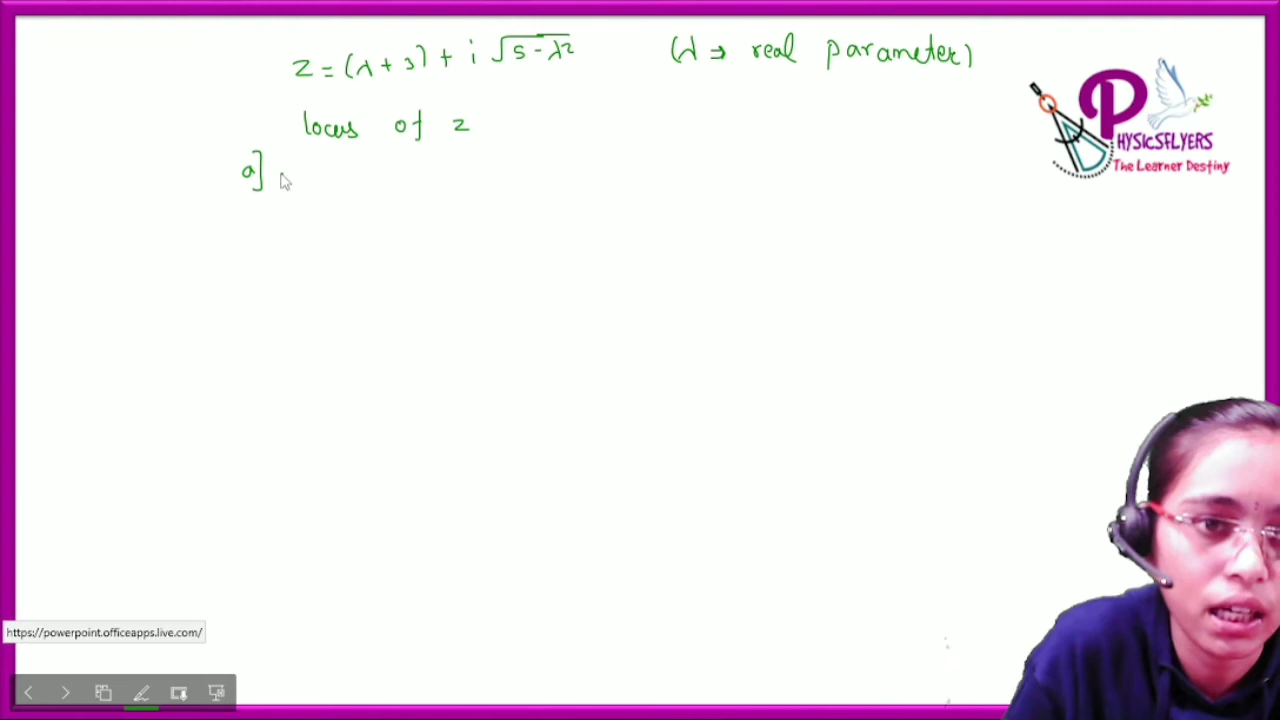 z = (λ + 3) + i √5 - λ² (λ → real parameter)
locus of z
a]
PHYSICSFLYERS
The Learner Destiny
https://powerpoint.officeapps.live.com/